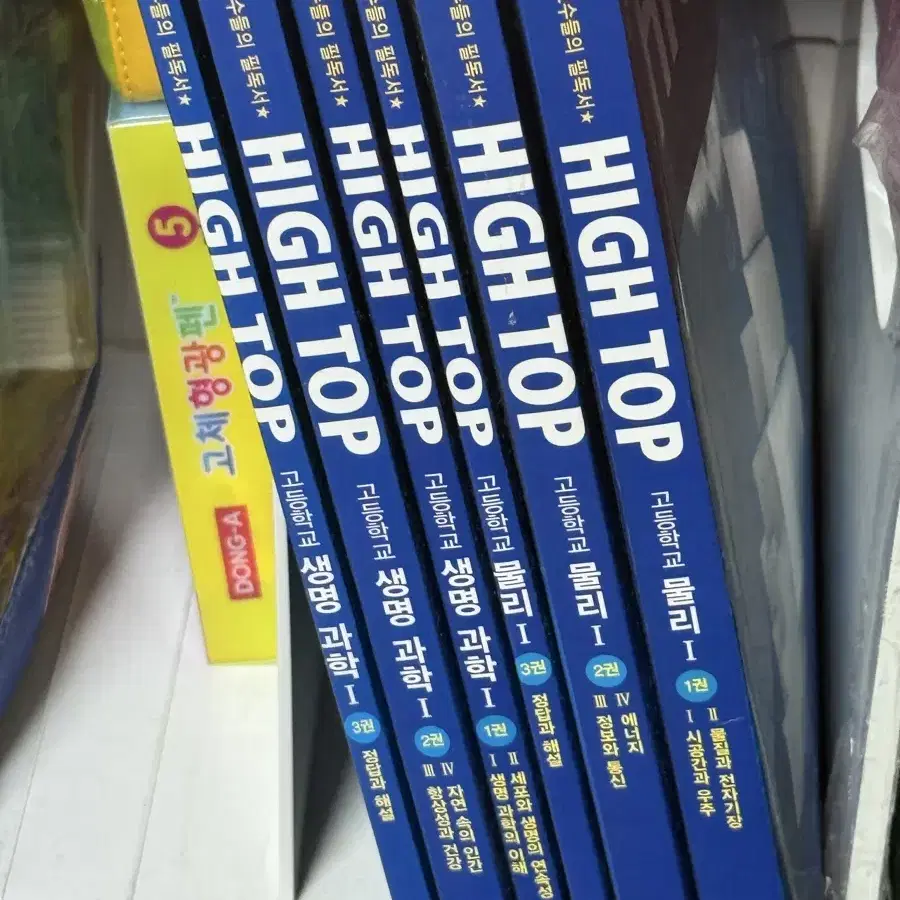 5
고체형광펜
DONG-A
수들의 필독서★
HIGH TOP
고등학교 생명 과학 I
3권
정답과 해설
수들의 필독서★
HIGH TOP
고등학교 생명 과학 I
2권
III 항상성과 건강
IV 자연 속의 인간
수들의 필독서★
HIGH TOP
고등학교 생명 과학 I
1권
I 생명 과학의 이해
II 세포와 생명의 연속성
수들의 필독서★
HIGH TOP
고등학교 물리 I
3권
정답과 해설
수들의 필독서★
HIGH TOP
고등학교 물리 I
2권
III 정보와 통신
IV 에너지
수들의 필독서★
HIGH TOP
고등학교 물리 I
1권
I 시공간과 우주
II 물질과 전자기장